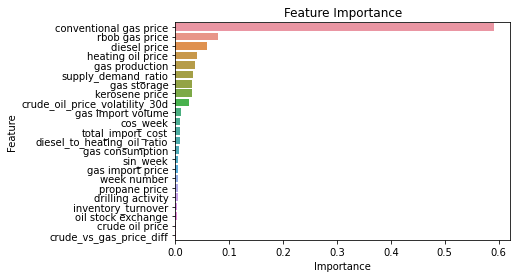 Feature Importance
conventional gas price
rbob gas price
diesel price
heating oil price
gas production
supply_demand_ratio
gas storage
kerosene price
crude_oil_price_volatility_30d
gas import volume
cos_week
total_import_cost
diesel_to_heating_oil_ratio
gas consumption
sin_week
gas import price
week number
propane price
drilling activity
inventory_turnover
oil stock exchange
crude oil price
crude_vs_gas_price_diff
Feature
0.0 0.1 0.2 0.3 0.4 0.5 0.6
Importance